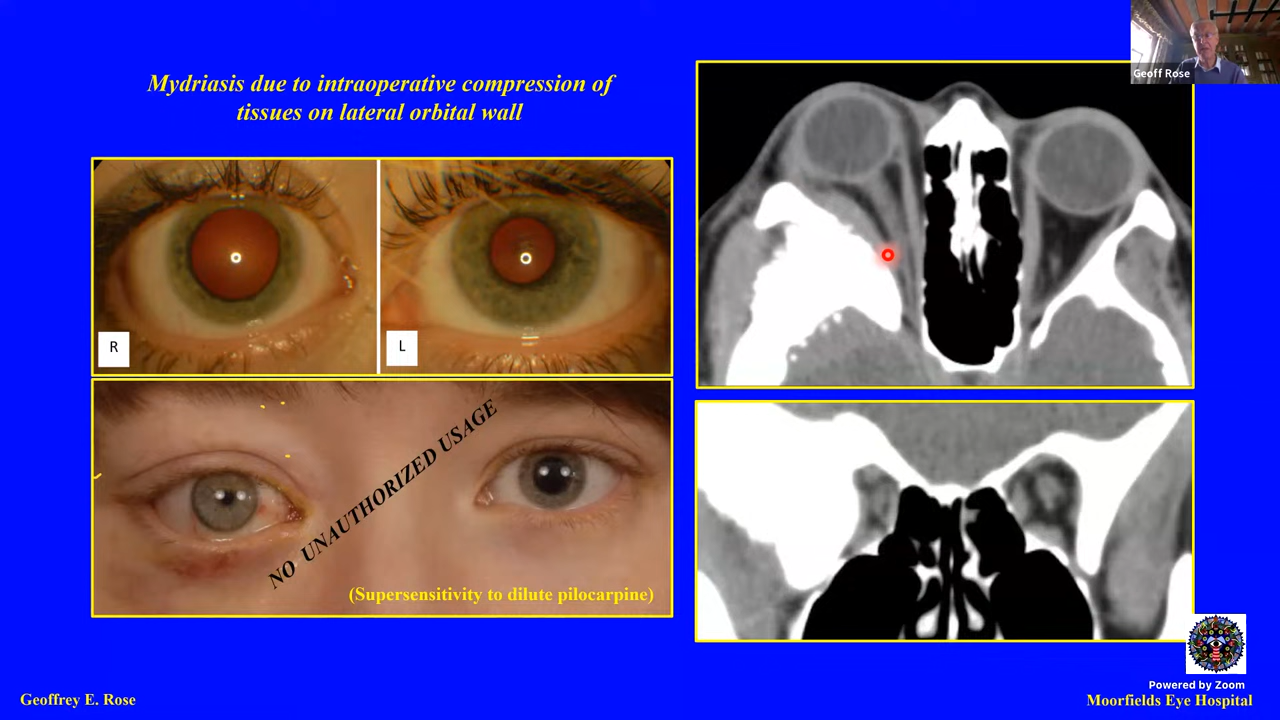 Geoff Rose
Mydriasis due to intraoperative compression of
tissues on lateral orbital wall
R
L
NO UNAUTHORIZED USAGE
(Supersensitivity to dilute pilocarpine)
Powered by Zoom
Geoffrey E. Rose
Moorfields Eye Hospital